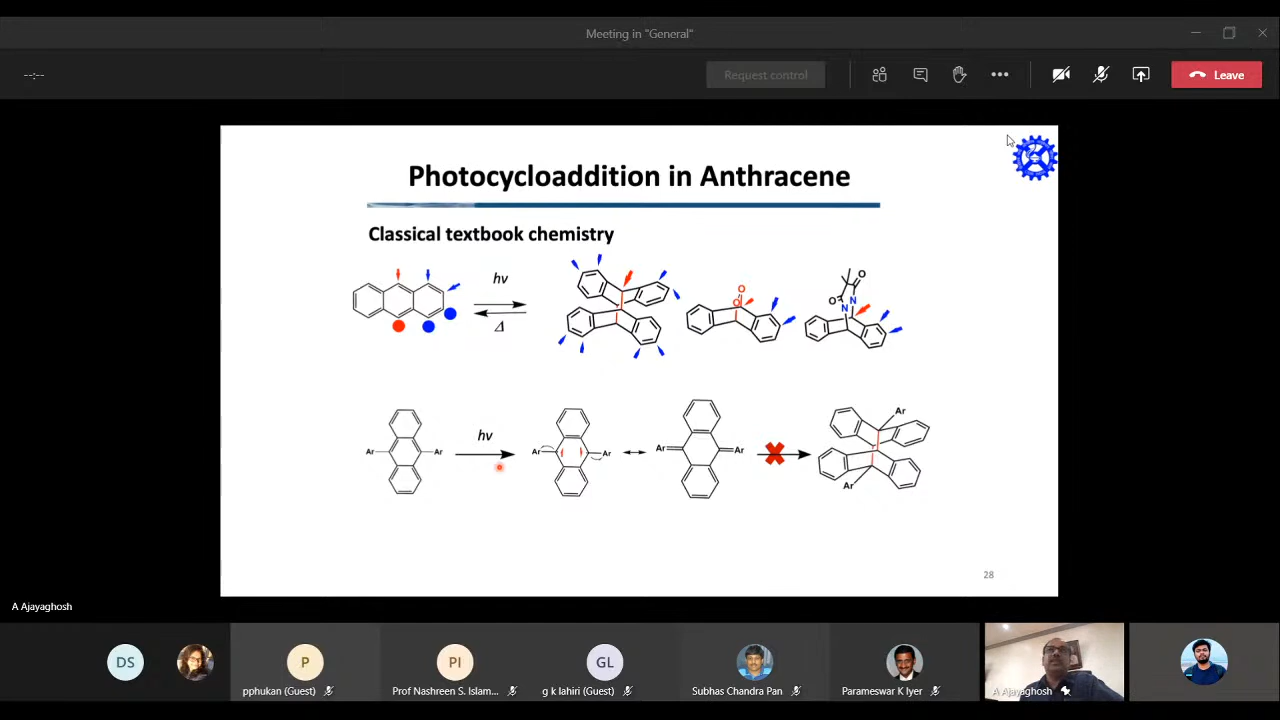 Meeting in "General"
--:--
Request control
Leave
Photocycloaddition in Anthracene
Classical textbook chemistry
hν
Δ
O
O
O
O
N
N
Ar
Ar
hν
Ar
Ar
Ar
Ar
Ar
Ar
28
A Ajayaghosh
DS
P
PI
GL
pphukan (Guest)
Prof Nashreen S. Islam...
g k lahiri (Guest)
Subhas Chandra Pan
Parameswar K Iyer
A Ajayaghosh